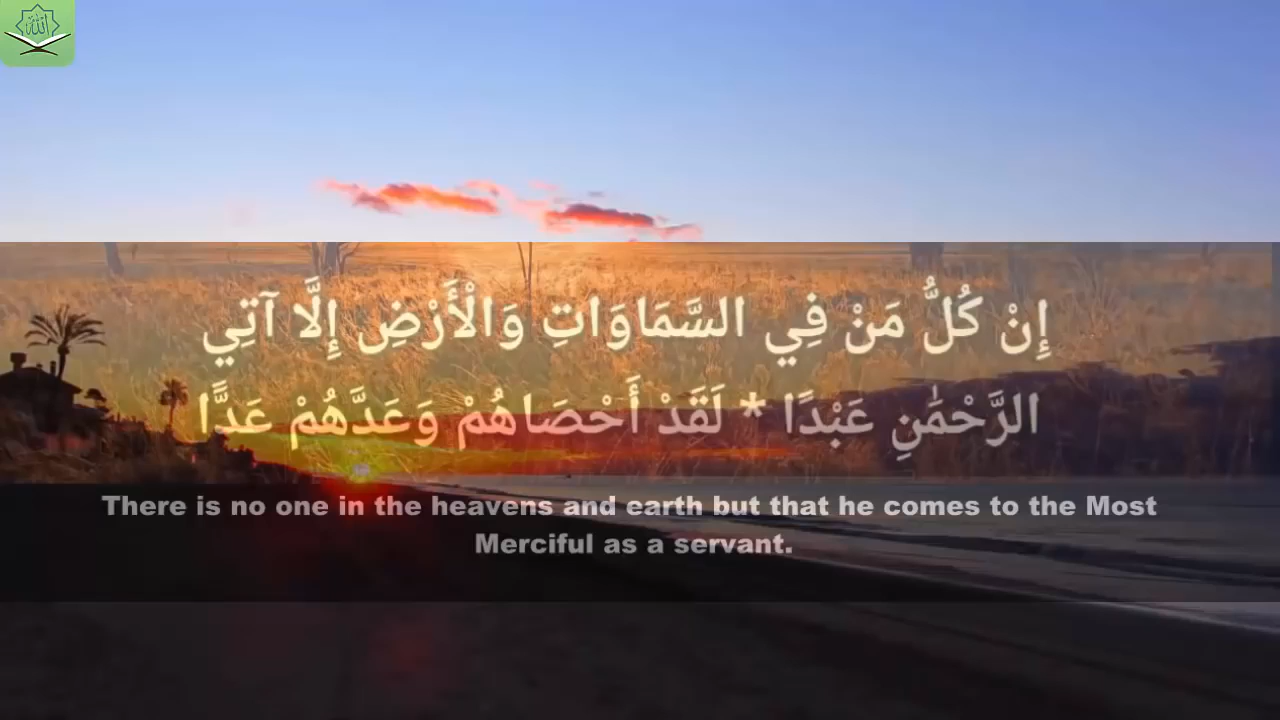 الله
إِنْ كُلُّ مَنْ فِي السَّمَاوَاتِ وَالْأَرْضِ إِلَّا آتِي
الرَّحْمَٰنِ عَبْدًا * لَقَدْ أَحْصَاهُمْ وَعَدَّهُمْ عَدًّا
There is no one in the heavens and earth but that he comes to the Most
Merciful as a servant.